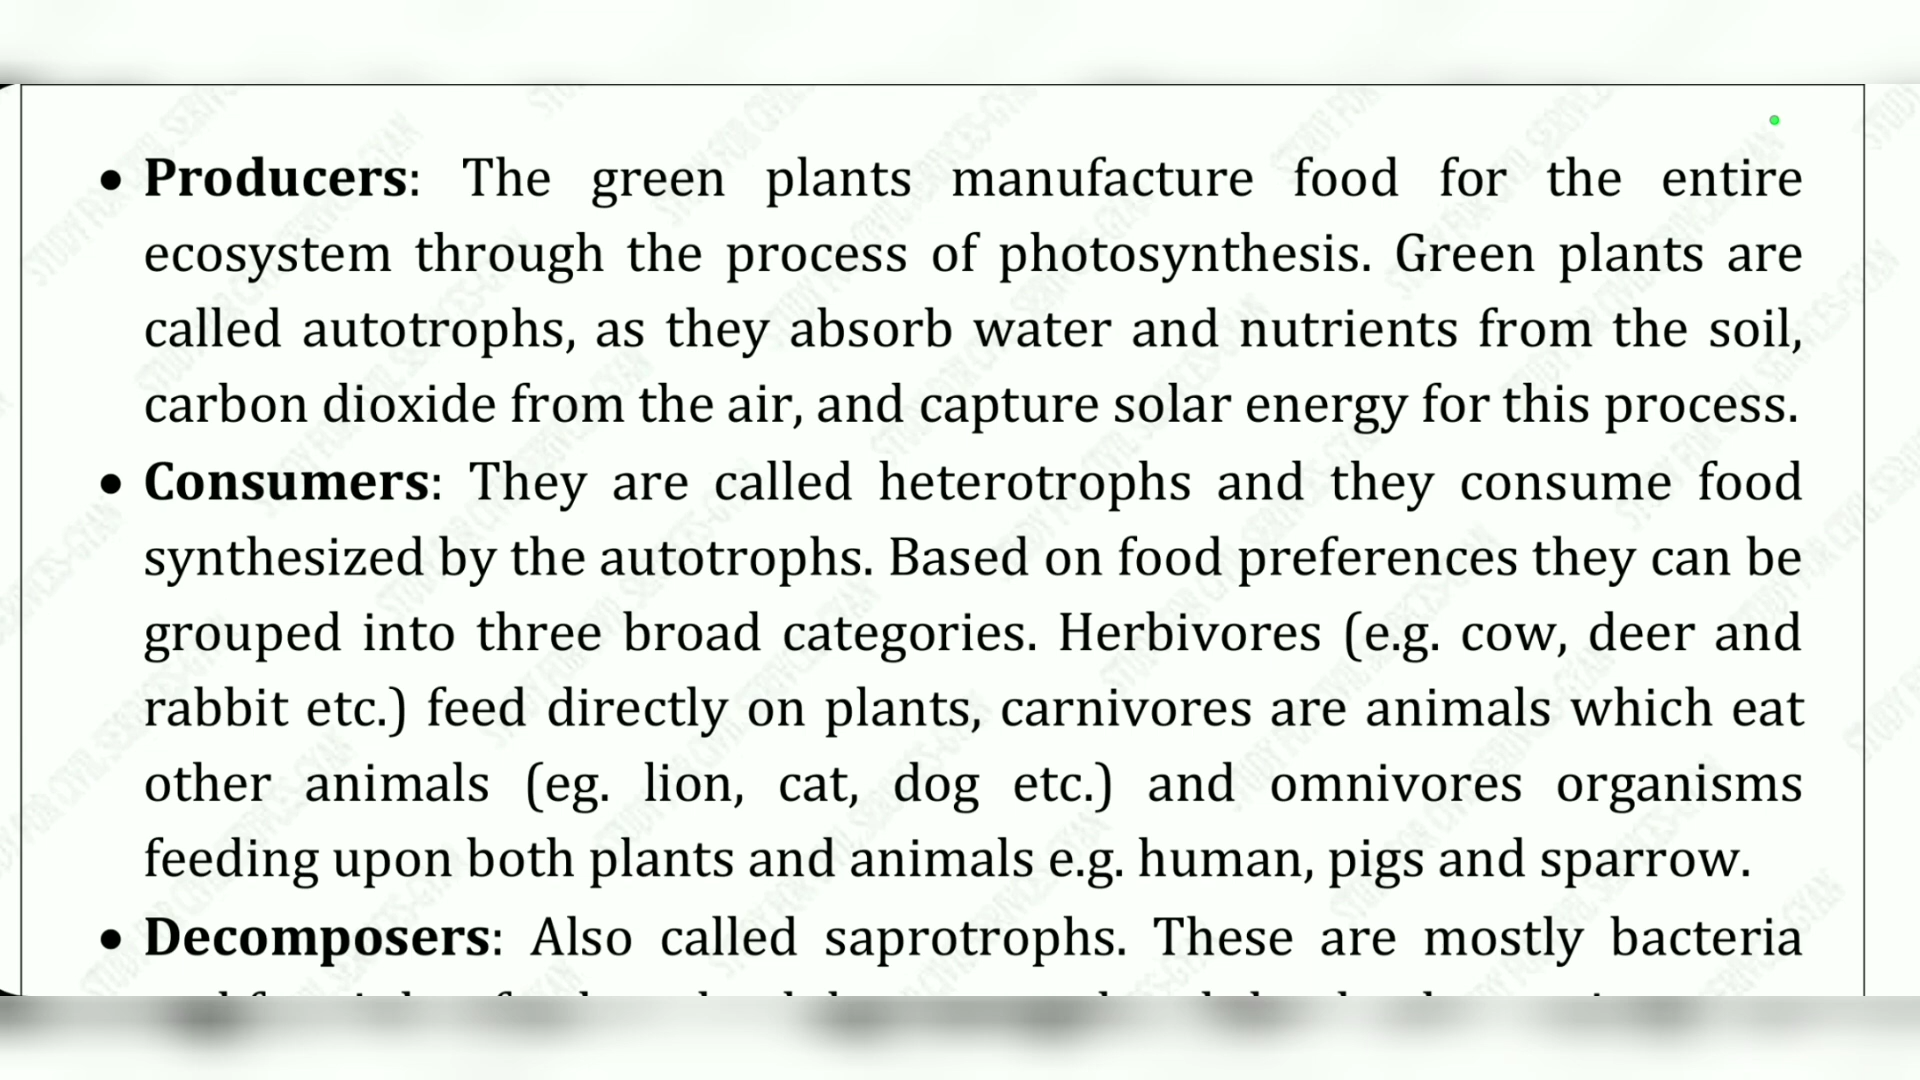 • Producers: The green plants manufacture food for the entire
ecosystem through the process of photosynthesis. Green plants are
called autotrophs, as they absorb water and nutrients from the soil,
carbon dioxide from the air, and capture solar energy for this process.
• Consumers: They are called heterotrophs and they consume food
synthesized by the autotrophs. Based on food preferences they can be
grouped into three broad categories. Herbivores (e.g. cow, deer and
rabbit etc.) feed directly on plants, carnivores are animals which eat
other animals (eg. lion, cat, dog etc.) and omnivores organisms
feeding upon both plants and animals e.g. human, pigs and sparrow.
• Decomposers: Also called saprotrophs. These are mostly bacteria